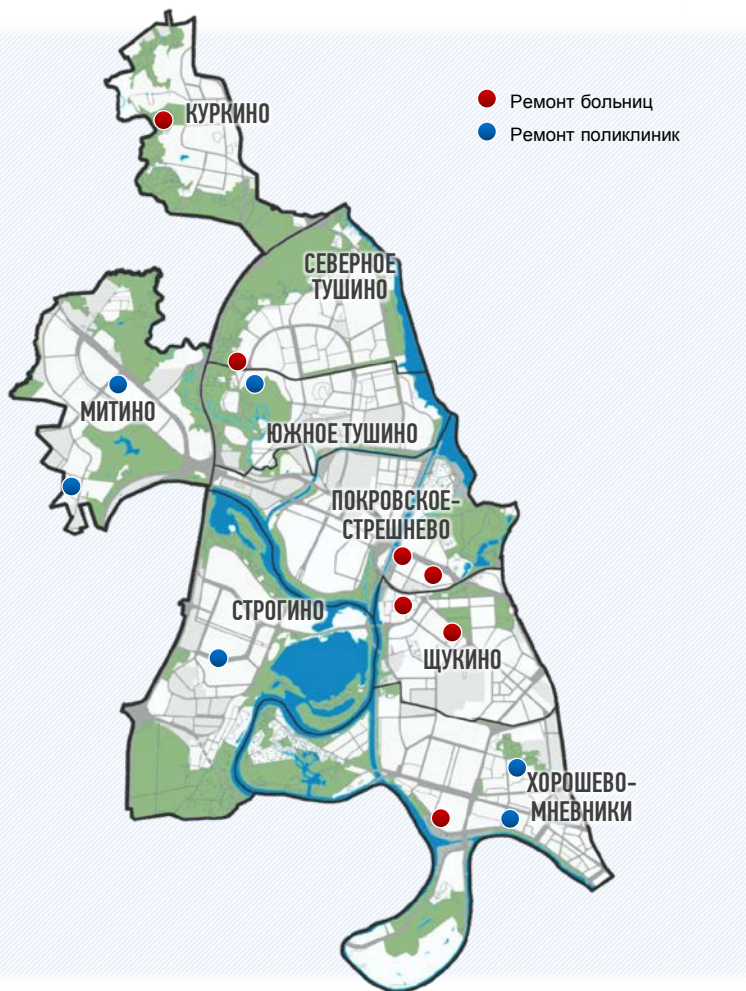 Ремонт больниц
Ремонт поликлиник
КУРКИНО
СЕВЕРНОЕ
ТУШИНО
МИТИНО
ЮЖНОЕ ТУШИНО
ПОКРОВСКОЕ-
СТРЕШНЕВО
СТРОГИНО
ЩУКИНО
ХОРОШЕВО-
МНЕВНИКИ